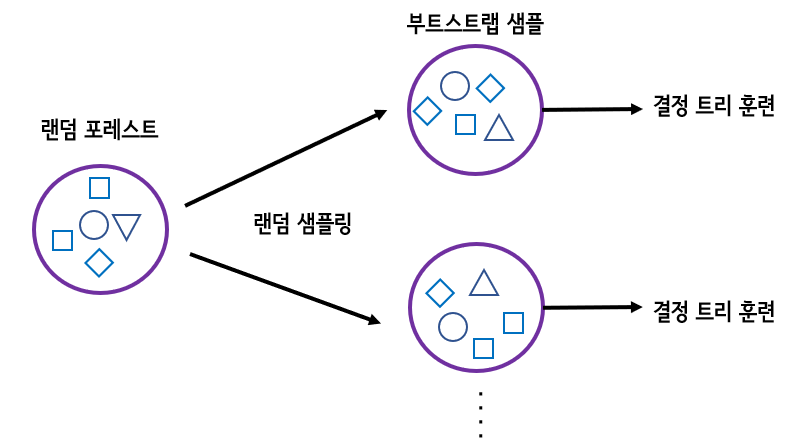 부트스트랩 샘플
결정 트리 훈련
랜덤 포레스트
랜덤 샘플링
결정 트리 훈련